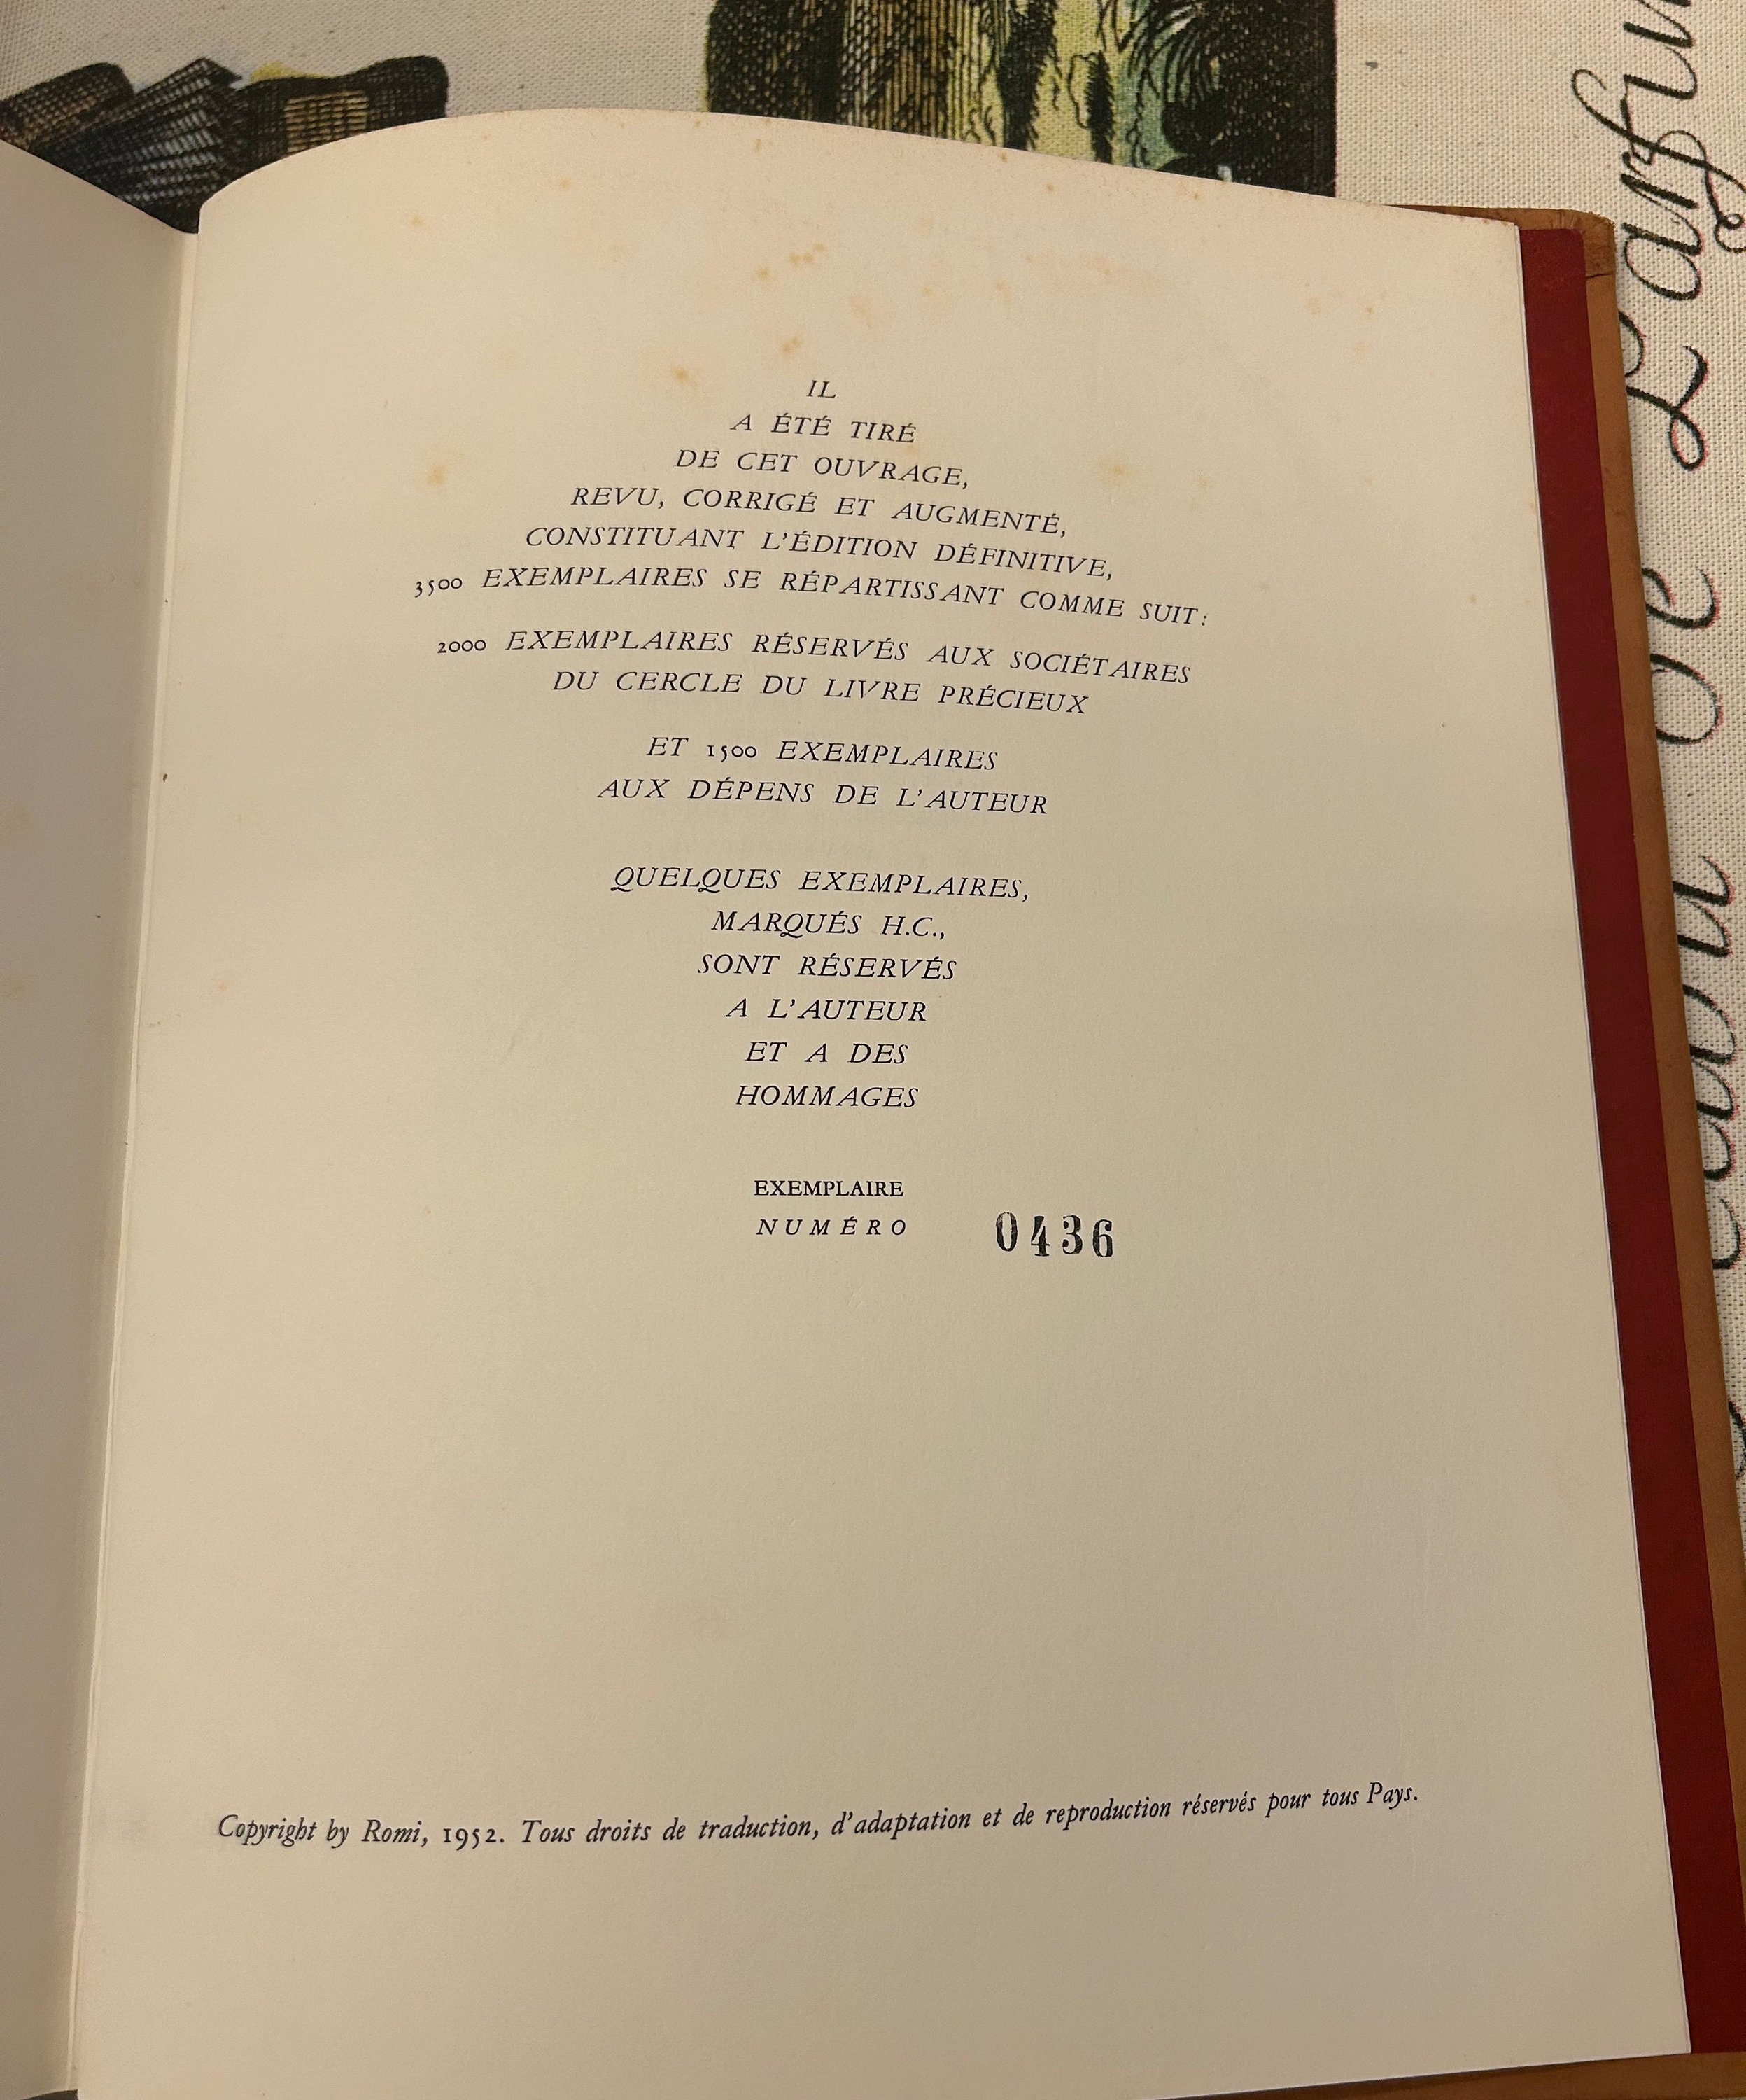 IL
A ÉTÉ TIRÉ
DE CET OUVRAGE,
REVU, CORRIGÉ ET AUGMENTÉ,
CONSTITUANT L'ÉDITION DÉFINITIVE,
3500 EXEMPLAIRES SE RÉPARTISSANT COMME SUIT:
2000 EXEMPLAIRES RÉSERVÉS AUX SOCIÉTAIRES
DU CERCLE DU LIVRE PRÉCIEUX
ET 1500 EXEMPLAIRES
AUX DÉPENS DE L'AUTEUR
QUELQUES EXEMPLAIRES,
MARQUÉS H.C.,
SONT RÉSERVÉS
A L'AUTEUR
ET A DES
HOMMAGES
EXEMPLAIRE
NUMÉRO 0436
Copyright by Romi, 1952. Tous droits de traduction, d'adaptation et de reproduction réservés pour tous Pays.